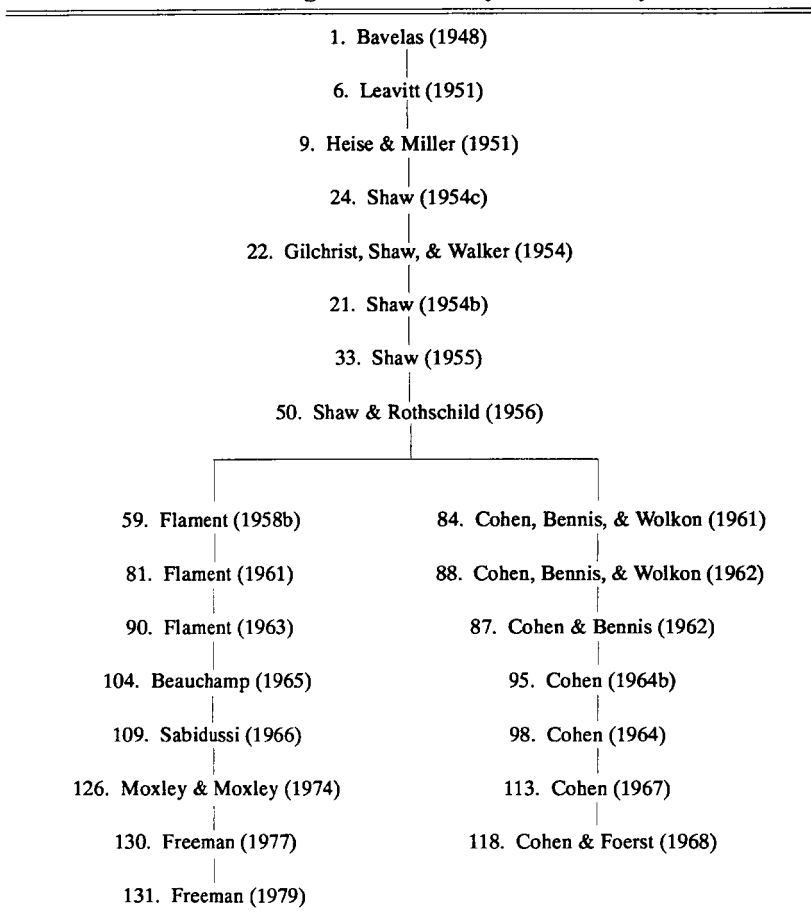 1. Bavelas (1948)
6. Leavitt (1951)
9. Heise & Miller (1951)
24. Shaw (1954c)
22. Gilchrist, Shaw, & Walker (1954)
21. Shaw (1954b)
33. Shaw (1955)
50. Shaw & Rothschild (1956)
59. Flament (1958b)
81. Flament (1961)
90. Flament (1963)
104. Beauchamp (1965)
109. Sabidussi (1966)
126. Moxley & Moxley (1974)
130. Freeman (1977)
131. Freeman (1979)
84. Cohen, Bennis, & Wolkon (1961)
88. Cohen, Bennis, & Wolkon (1962)
87. Cohen & Bennis (1962)
95. Cohen (1964b)
98. Cohen (1964)
113. Cohen (1967)
118. Cohen & Foerst (1968)